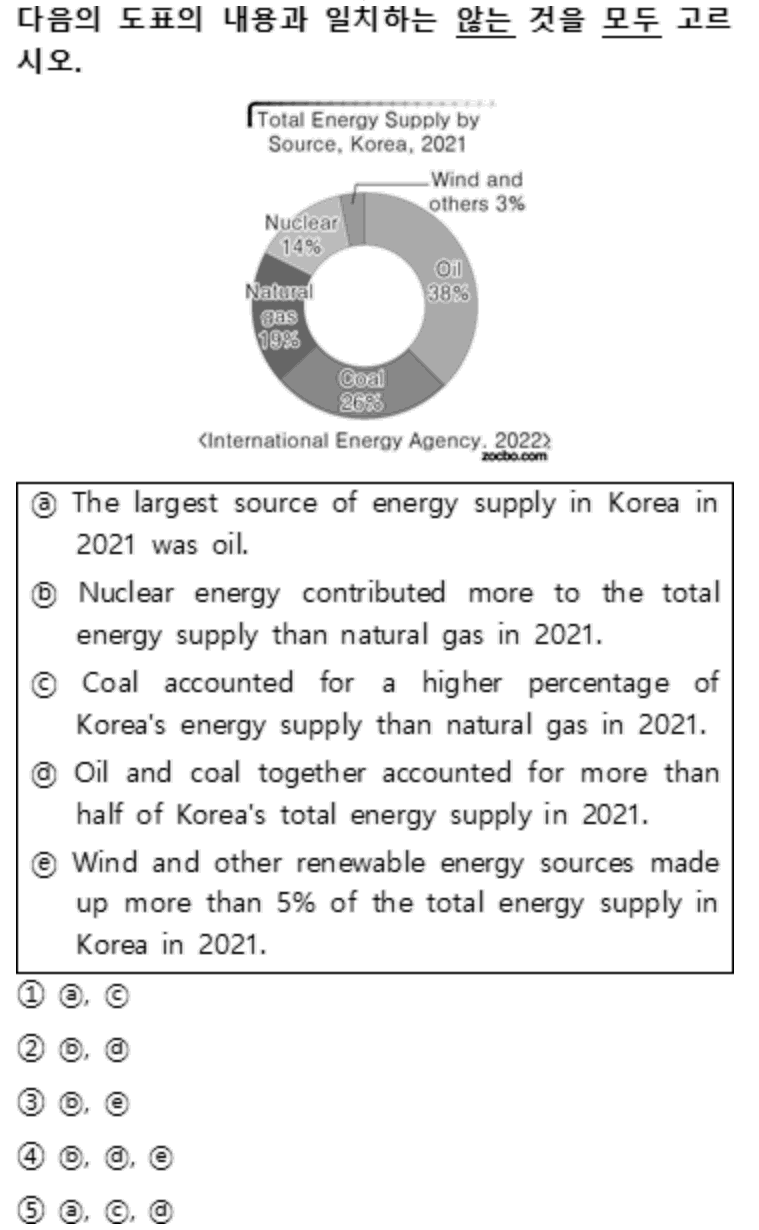 다음의 도표의 내용과 일치하는 않는 것을 모두 고르
시오.
Total Energy Supply by
Source, Korea, 2021
Wind and
others 3%
Nuclear
14%
Oil
38%
Natural
gas
19%
Coal
26%
<International Energy Agency. 2022>
zocbo.com
ⓐ The largest source of energy supply in Korea in
2021 was oil.
ⓑ Nuclear energy contributed more to the total
energy supply than natural gas in 2021.
ⓒ Coal accounted for a higher percentage of
Korea's energy supply than natural gas in 2021.
ⓓ Oil and coal together accounted for more than
half of Korea's total energy supply in 2021.
ⓔ Wind and other renewable energy sources made
up more than 5% of the total energy supply in
Korea in 2021.
① ⓐ, ⓒ
② ⓑ, ⓓ
③ ⓑ, ⓔ
④ ⓑ, ⓓ, ⓔ
⑤ ⓐ, ⓒ, ⓓ